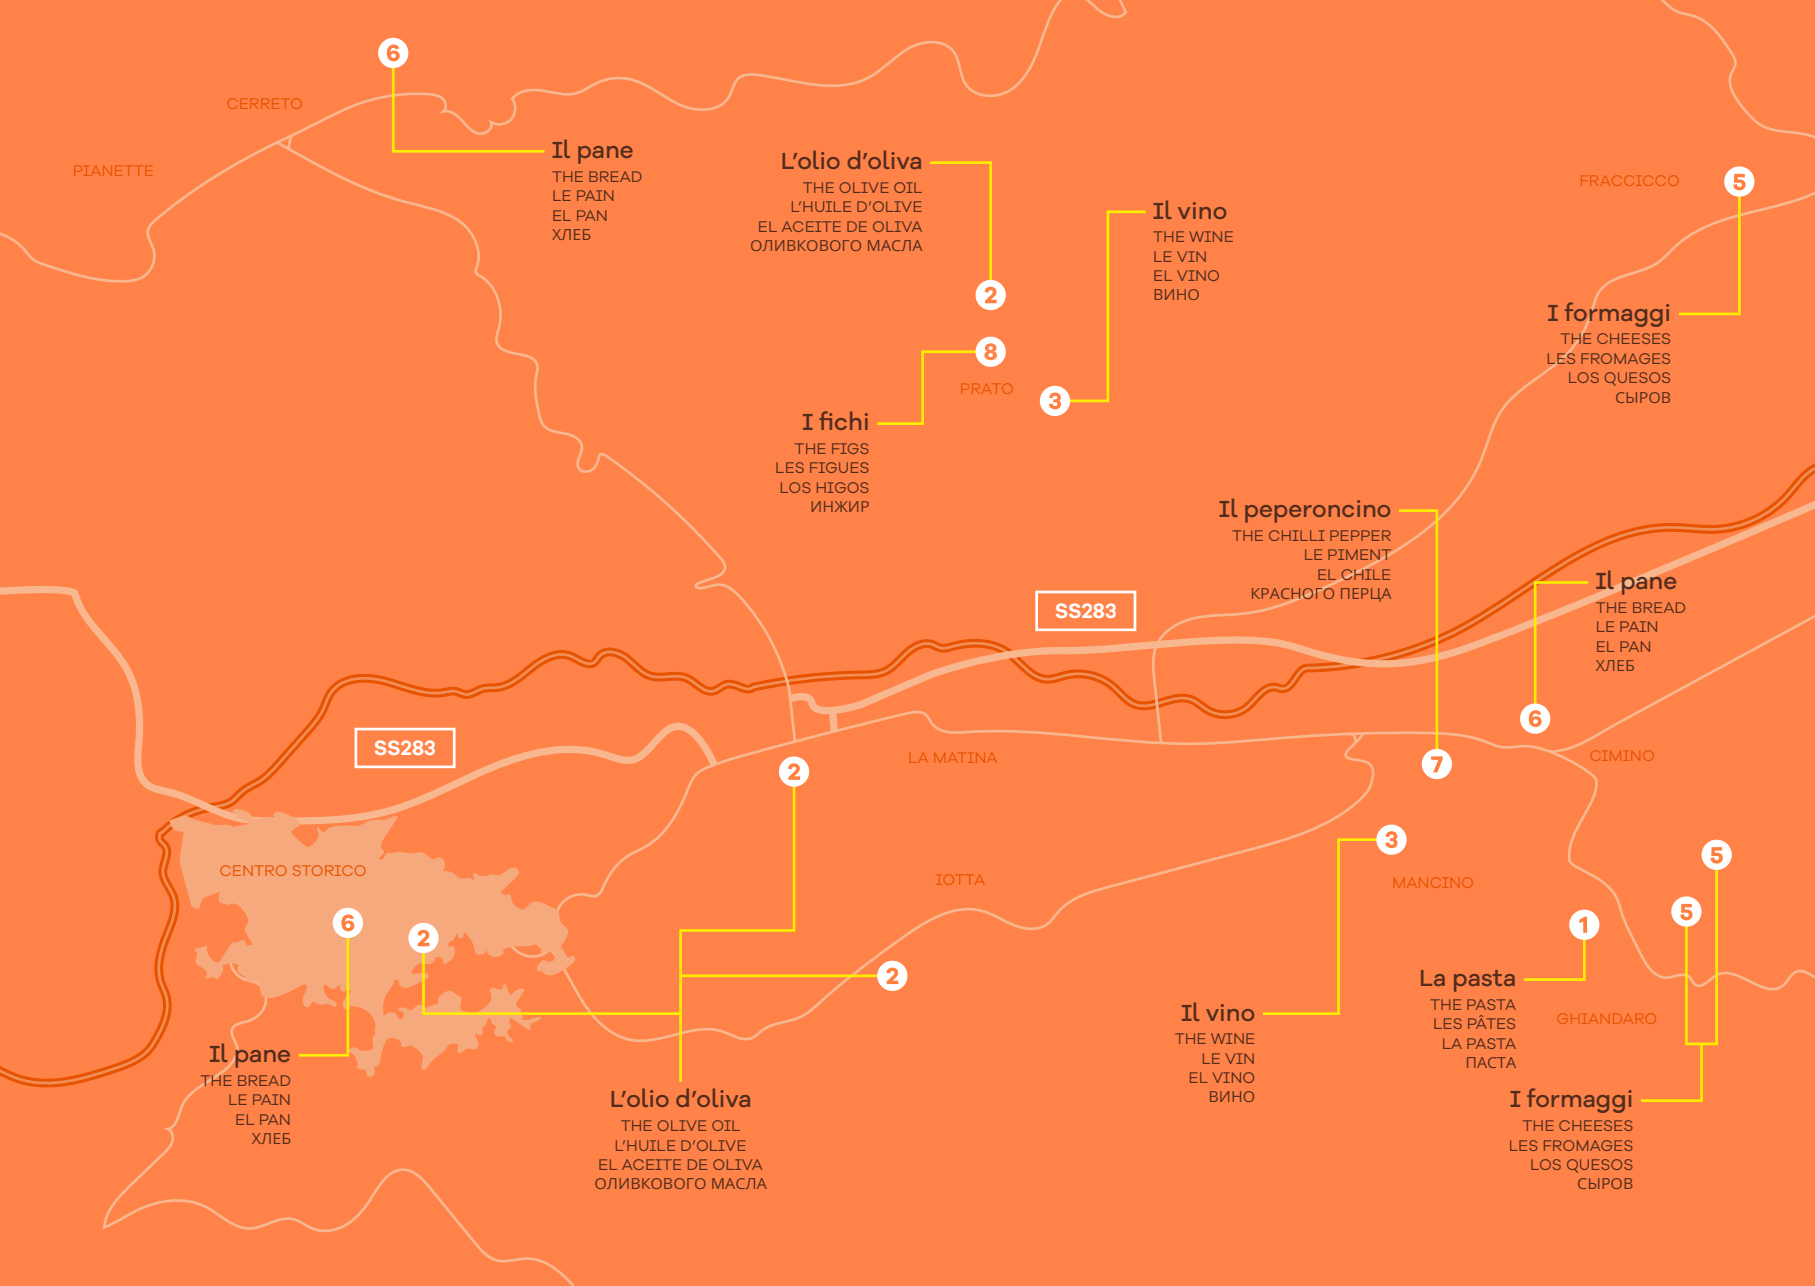 6
CERRETO
PIANETTE
Il pane
THE BREAD
LE PAIN
EL PAN
ХЛЕБ
L'olio d'oliva
THE OLIVE OIL
L'HUILE D'OLIVE
EL ACEITE DE OLIVA
ОЛИВКОВОГО МАСЛА
2
Il vino
THE WINE
LE VIN
EL VINO
ВИНО
FRACCICCO
5
I formaggi
THE CHEESES
LES FROMAGES
LOS QUESOS
СЫРОВ
8
PRATO
3
I fichi
THE FIGS
LES FIGUES
LOS HIGOS
ИНЖИР
Il peperoncino
THE CHILLI PEPPER
LE PIMENT
EL CHILE
КРАСНОГО ПЕРЦА
SS283
Il pane
THE BREAD
LE PAIN
EL PAN
ХЛЕБ
6
SS283
2
LA MATINA
7
CIMINO
CENTRO STORICO
IOTTA
3
MANCINO
5
5
1
6
2
2
La pasta
THE PASTA
LES PÂTES
LA PASTA
ПАСТА
GHIANDARO
Il vino
THE WINE
LE VIN
EL VINO
ВИНО
Il pane
THE BREAD
LE PAIN
EL PAN
ХЛЕБ
L'olio d'oliva
THE OLIVE OIL
L'HUILE D'OLIVE
EL ACEITE DE OLIVA
ОЛИВКОВОГО МАСЛА
I formaggi
THE CHEESES
LES FROMAGES
LOS QUESOS
СЫРОВ